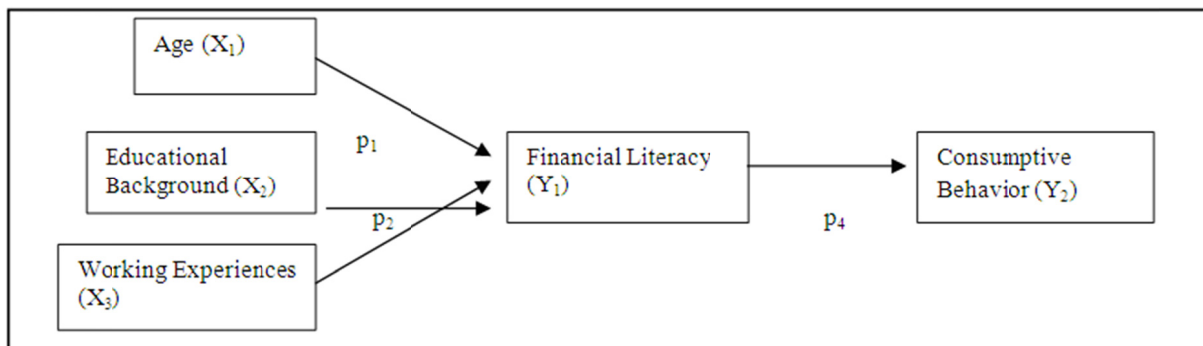 Age (X₁)
Educational
Background (X₂)
p₁
Financial Literacy
(Y₁)
Consumptive
Behavior (Y₂)
p₂
p₄
Working Experiences
(X₃)